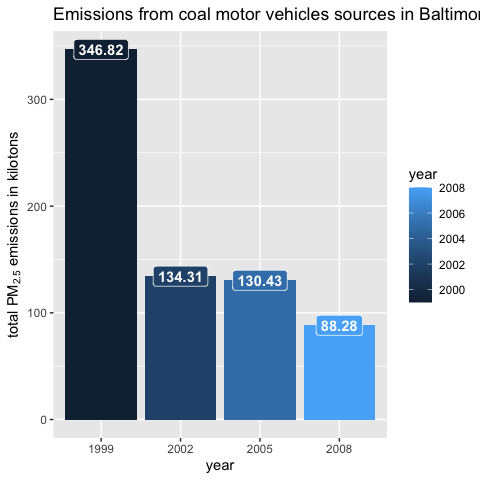 Emissions from coal motor vehicles sources in Baltimor
total PM2.5 emissions in kilotons
300
200
100
0
346.82
134.31
130.43
88.28
1999 2002 2005 2008
year
year
2008
2006
2004
2002
2000